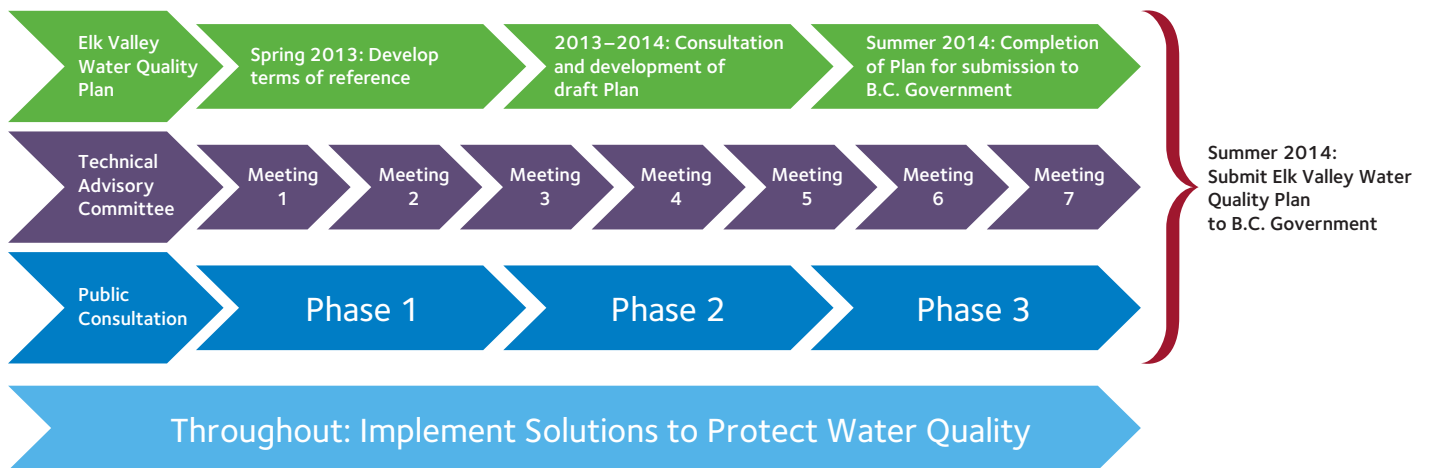 Elk Valley
Water Quality
Plan
Spring 2013: Develop
terms of reference
2013–2014: Consultation
and development of
draft Plan
Summer 2014: Completion
of Plan for submission to
B.C. Government
Technical
Advisory
Committee
Meeting
1
Meeting
2
Meeting
3
Meeting
4
Meeting
5
Meeting
6
Meeting
7
Public
Consultation
Phase 1
Phase 2
Phase 3
Summer 2014:
Submit Elk Valley Water
Quality Plan
to B.C. Government
Throughout: Implement Solutions to Protect Water Quality